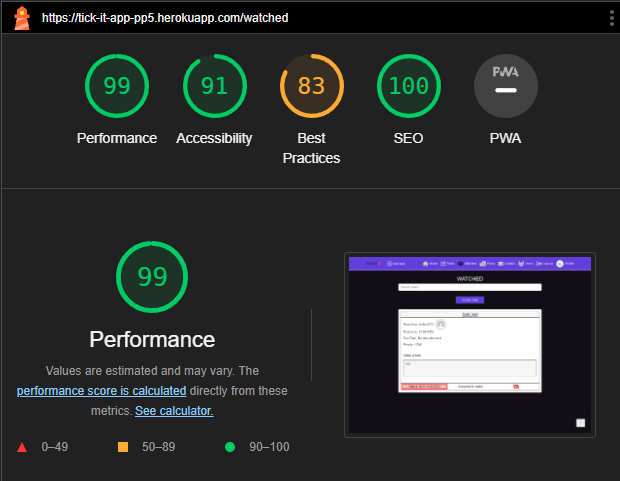 https://tick-it-app-pp5.herokuapp.com/watched
99
91
83
100
PWA
Performance
Accessibility
Best
Practices
SEO
PWA
99
Performance
Values are estimated and may vary. The
performance score is calculated directly from these
metrics. See calculator.
0–49
50–89
90–100
WATCHED